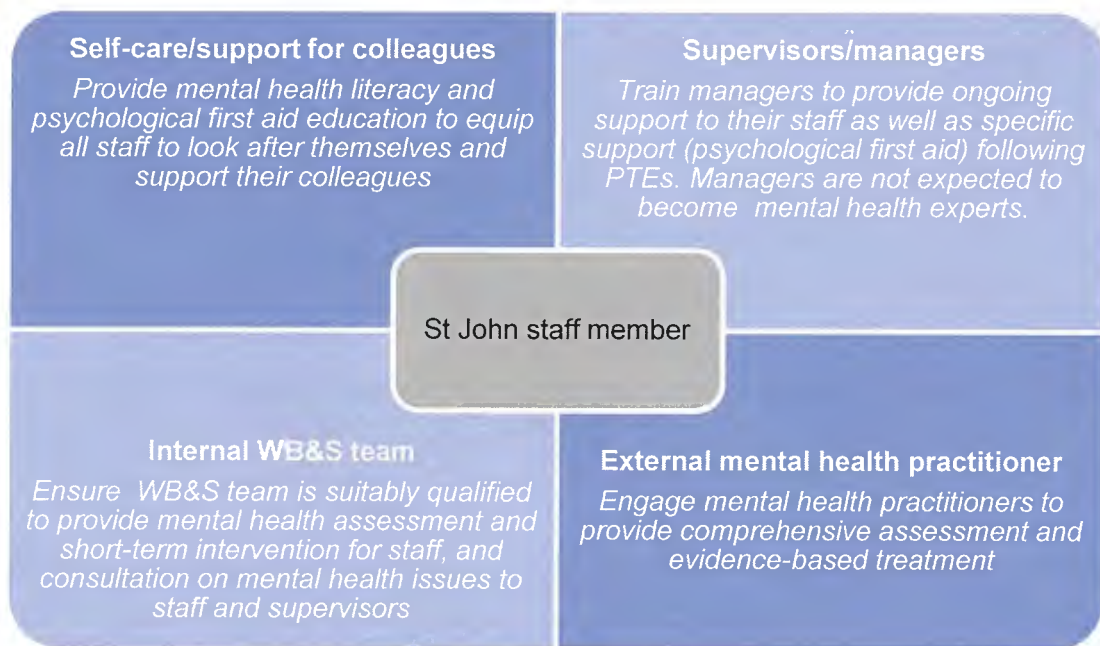 Self-care/support for colleagues
Provide mental health literacy and
psychological first aid education to equip
all staff to look after themselves and
support their colleagues
Supervisors/managers
Train managers to provide ongoing
support to their staff as well as specific
support (psychological first aid) following
PTEs. Managers are not expected to
become mental health experts.
St John staff member
Internal WB&S team
Ensure WB&S team is suitably qualified
to provide mental health assessment and
short-term intervention for staff, and
consultation on mental health issues to
staff and supervisors
External mental health practitioner
Engage mental health practitioners to
provide comprehensive assessment and
evidence-based treatment